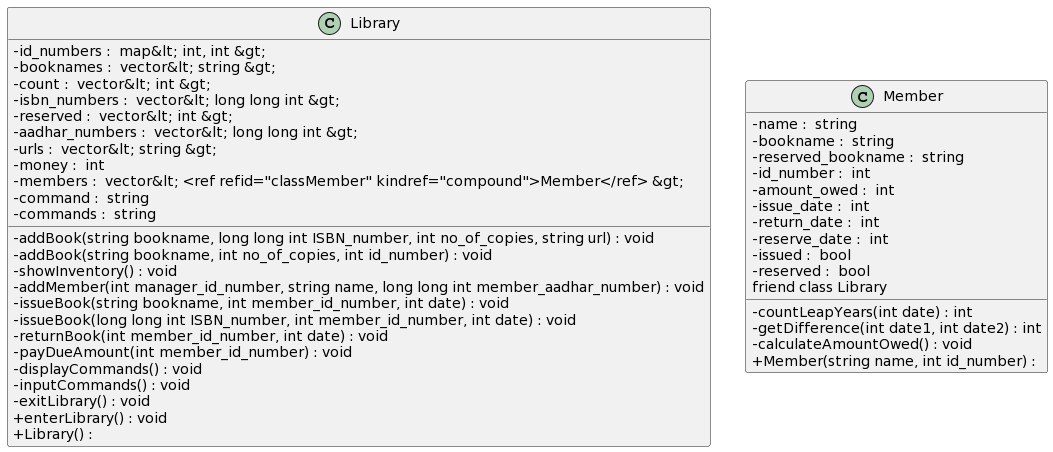 C Library
-id_numbers :  map&lt; int, int &gt;
-booknames :  vector&lt; string &gt;
-count :  vector&lt; int &gt;
-isbn_numbers :  vector&lt; long long int &gt;
-reserved :  vector&lt; int &gt;
-aadhar_numbers :  vector&lt; long long int &gt;
-urls :  vector&lt; string &gt;
-money :  int
-members :  vector&lt; <ref refid="classMember" kindref="compound">Member</ref> &gt;
-command :  string
-commands :  string
-addBook(string bookname, long long int ISBN_number, int no_of_copies, string url) : void
-addBook(string bookname, int no_of_copies, int id_number) : void
-showInventory() : void
-addMember(int manager_id_number, string name, long long int member_aadhar_number) : void
-issueBook(string bookname, int member_id_number, int date) : void
-issueBook(long long int ISBN_number, int member_id_number, int date) : void
-returnBook(int member_id_number, int date) : void
-payDueAmount(int member_id_number) : void
-displayCommands() : void
-inputCommands() : void
-exitLibrary() : void
+enterLibrary() : void
+Library() :
C Member
-name :  string
-bookname :  string
-reserved_bookname :  string
-id_number :  int
-amount_owed :  int
-issue_date :  int
-return_date :  int
-reserve_date :  int
-issued :  bool
-reserved :  bool
friend class Library
-countLeapYears(int date) : int
-getDifference(int date1, int date2) : int
-calculateAmountOwed() : void
+Member(string name, int id_number) :